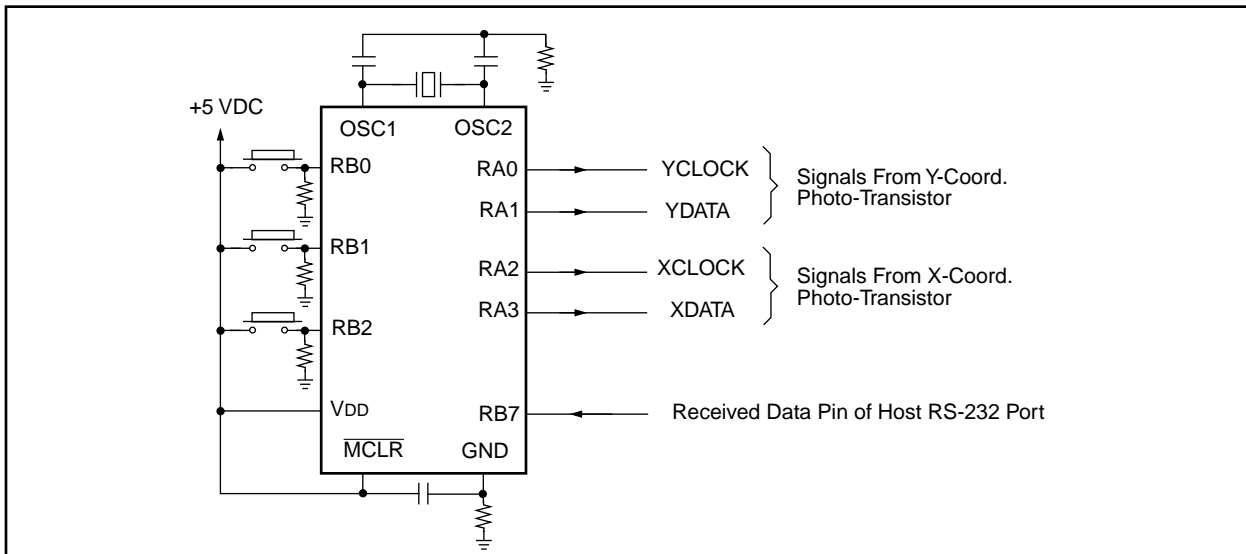 +5 VDC
OSC1
OSC2
RB0
RA0
YCLOCK
Signals From Y-Coord.
Photo-Transistor
RA1
YDATA
RB1
RA2
XCLOCK
Signals From X-Coord.
Photo-Transistor
RA3
XDATA
RB2
VDD
RB7
Received Data Pin of Host RS-232 Port
MCLR
GND